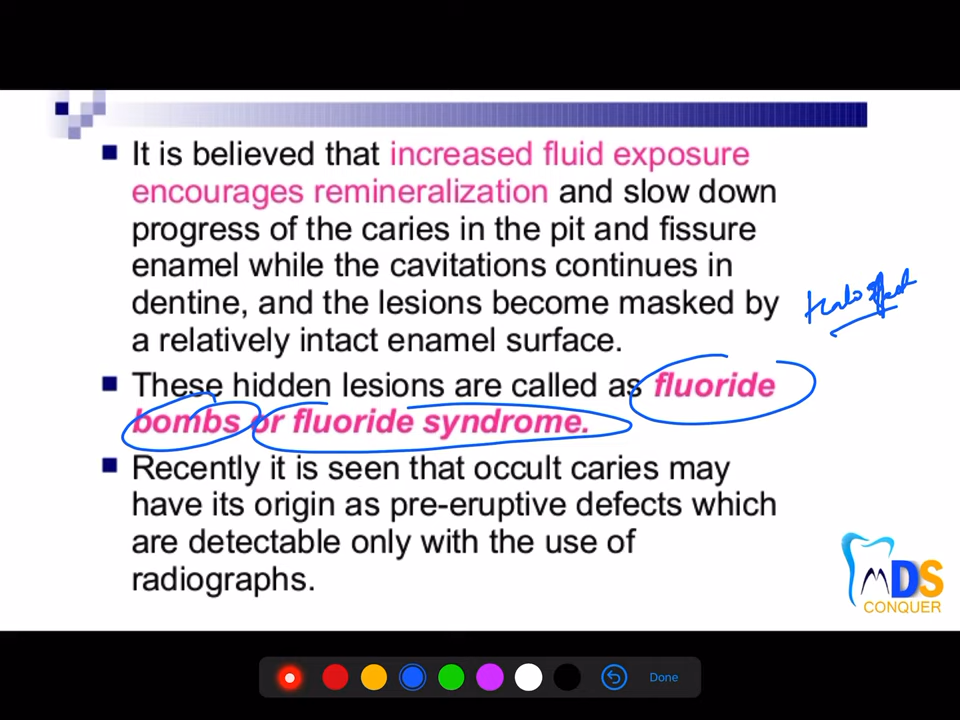 It is believed that increased fluid exposure
encourages remineralization and slow down
progress of the caries in the pit and fissure
enamel while the cavitations continues in
dentine, and the lesions become masked by
a relatively intact enamel surface.
Halo effect
These hidden lesions are called as fluoride
bombs or fluoride syndrome.
Recently it is seen that occult caries may
have its origin as pre-eruptive defects which
are detectable only with the use of
radiographs.
MDS
CONQUER
Done